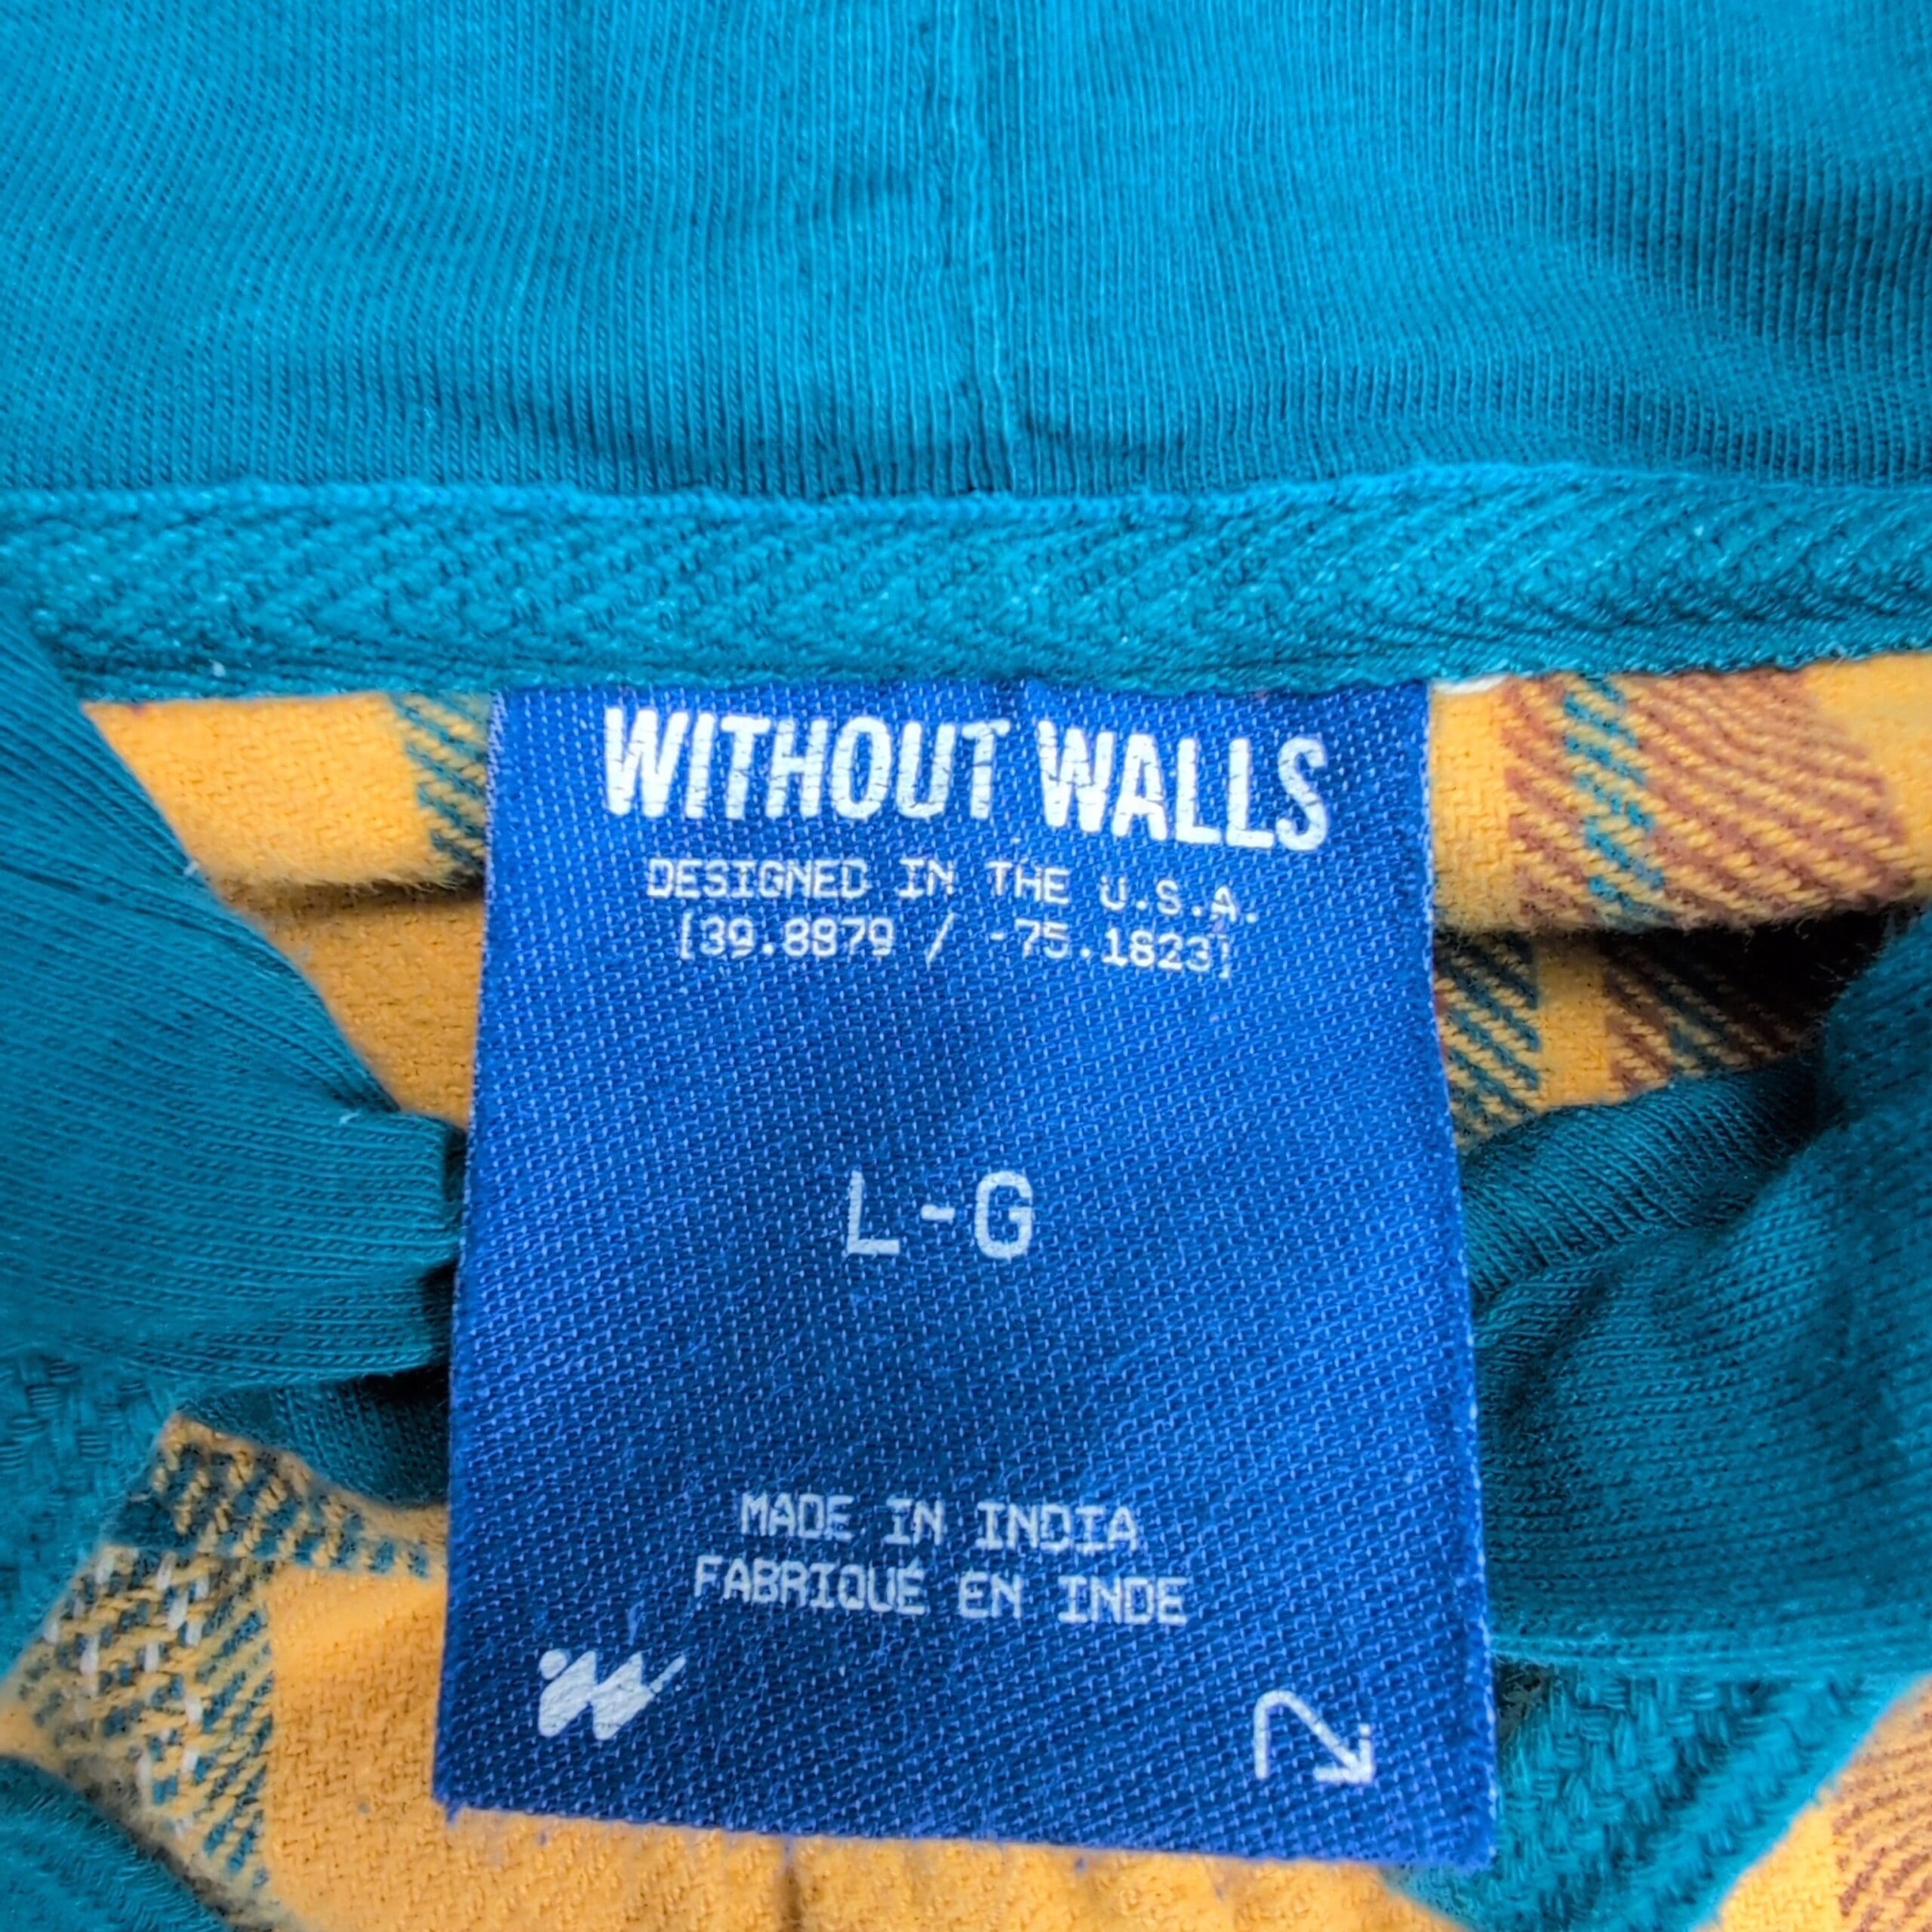 WITHOUT WALLS
DESIGNED IN THE U.S.A.
[39.8879 / -75.1823]
L-G
MADE IN INDIA
FABRIQUÉ EN INDE